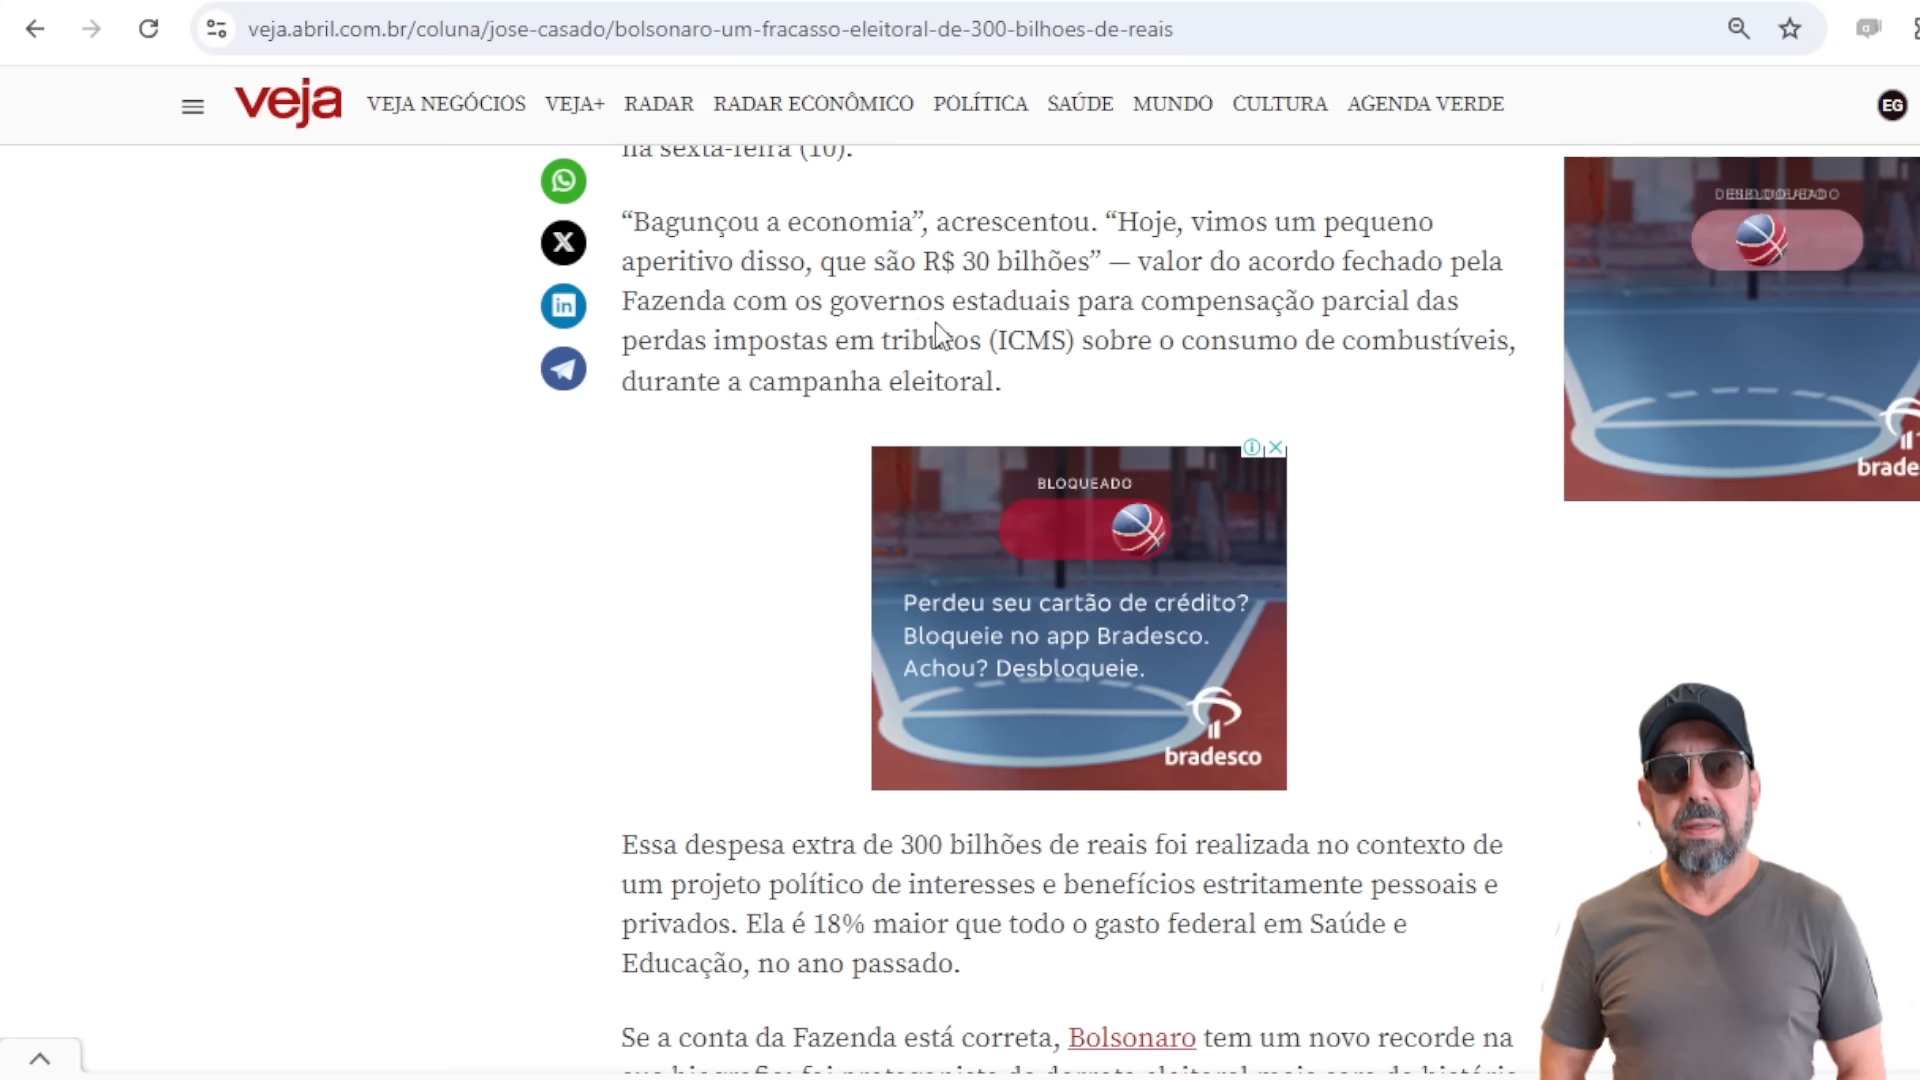 veja.abril.com.br/coluna/jose-casado/bolsonaro-um-fracasso-eleitoral-de-300-bilhoes-de-reais
veja
VEJA NEGÓCIOS VEJA+ RADAR RADAR ECONÔMICO POLÍTICA SAÚDE MUNDO CULTURA AGENDA VERDE
EG
na sexta-feira (10).
“Bagunçou a economia”, acrescentou. “Hoje, vimos um pequeno
aperitivo disso, que são R$ 30 bilhões” — valor do acordo fechado pela
Fazenda com os governos estaduais para compensação parcial das
perdas impostas em tributos (ICMS) sobre o consumo de combustíveis,
durante a campanha eleitoral.
BLOQUEADO
Perdeu seu cartão de crédito?
Bloqueie no app Bradesco.
Achou? Desbloqueie.
bradesco
brade
Essa despesa extra de 300 bilhões de reais foi realizada no contexto de
um projeto político de interesses e benefícios estritamente pessoais e
privados. Ela é 18% maior que todo o gasto federal em Saúde e
Educação, no ano passado.
Se a conta da Fazenda está correta, Bolsonaro tem um novo recorde na
NY